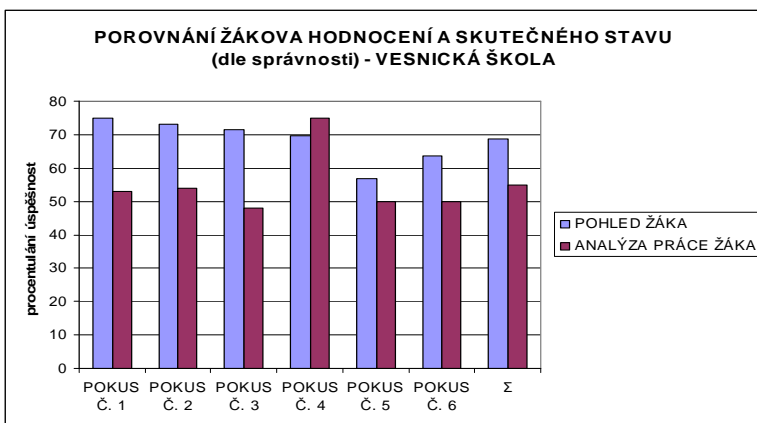 POROVNÁNÍ ŽÁKOVA HODNOCENÍ A SKUTEČNÉHO STAVU
(dle správnosti) - VESNICKÁ ŠKOLA
procentulání úspěšnost
80
70
60
50
40
30
20
10
0
POKUS Č. 1
POKUS Č. 2
POKUS Č. 3
POKUS Č. 4
POKUS Č. 5
POKUS Č. 6
Σ
POHLED ŽÁKA
ANALÝZA PRÁCE ŽÁKA